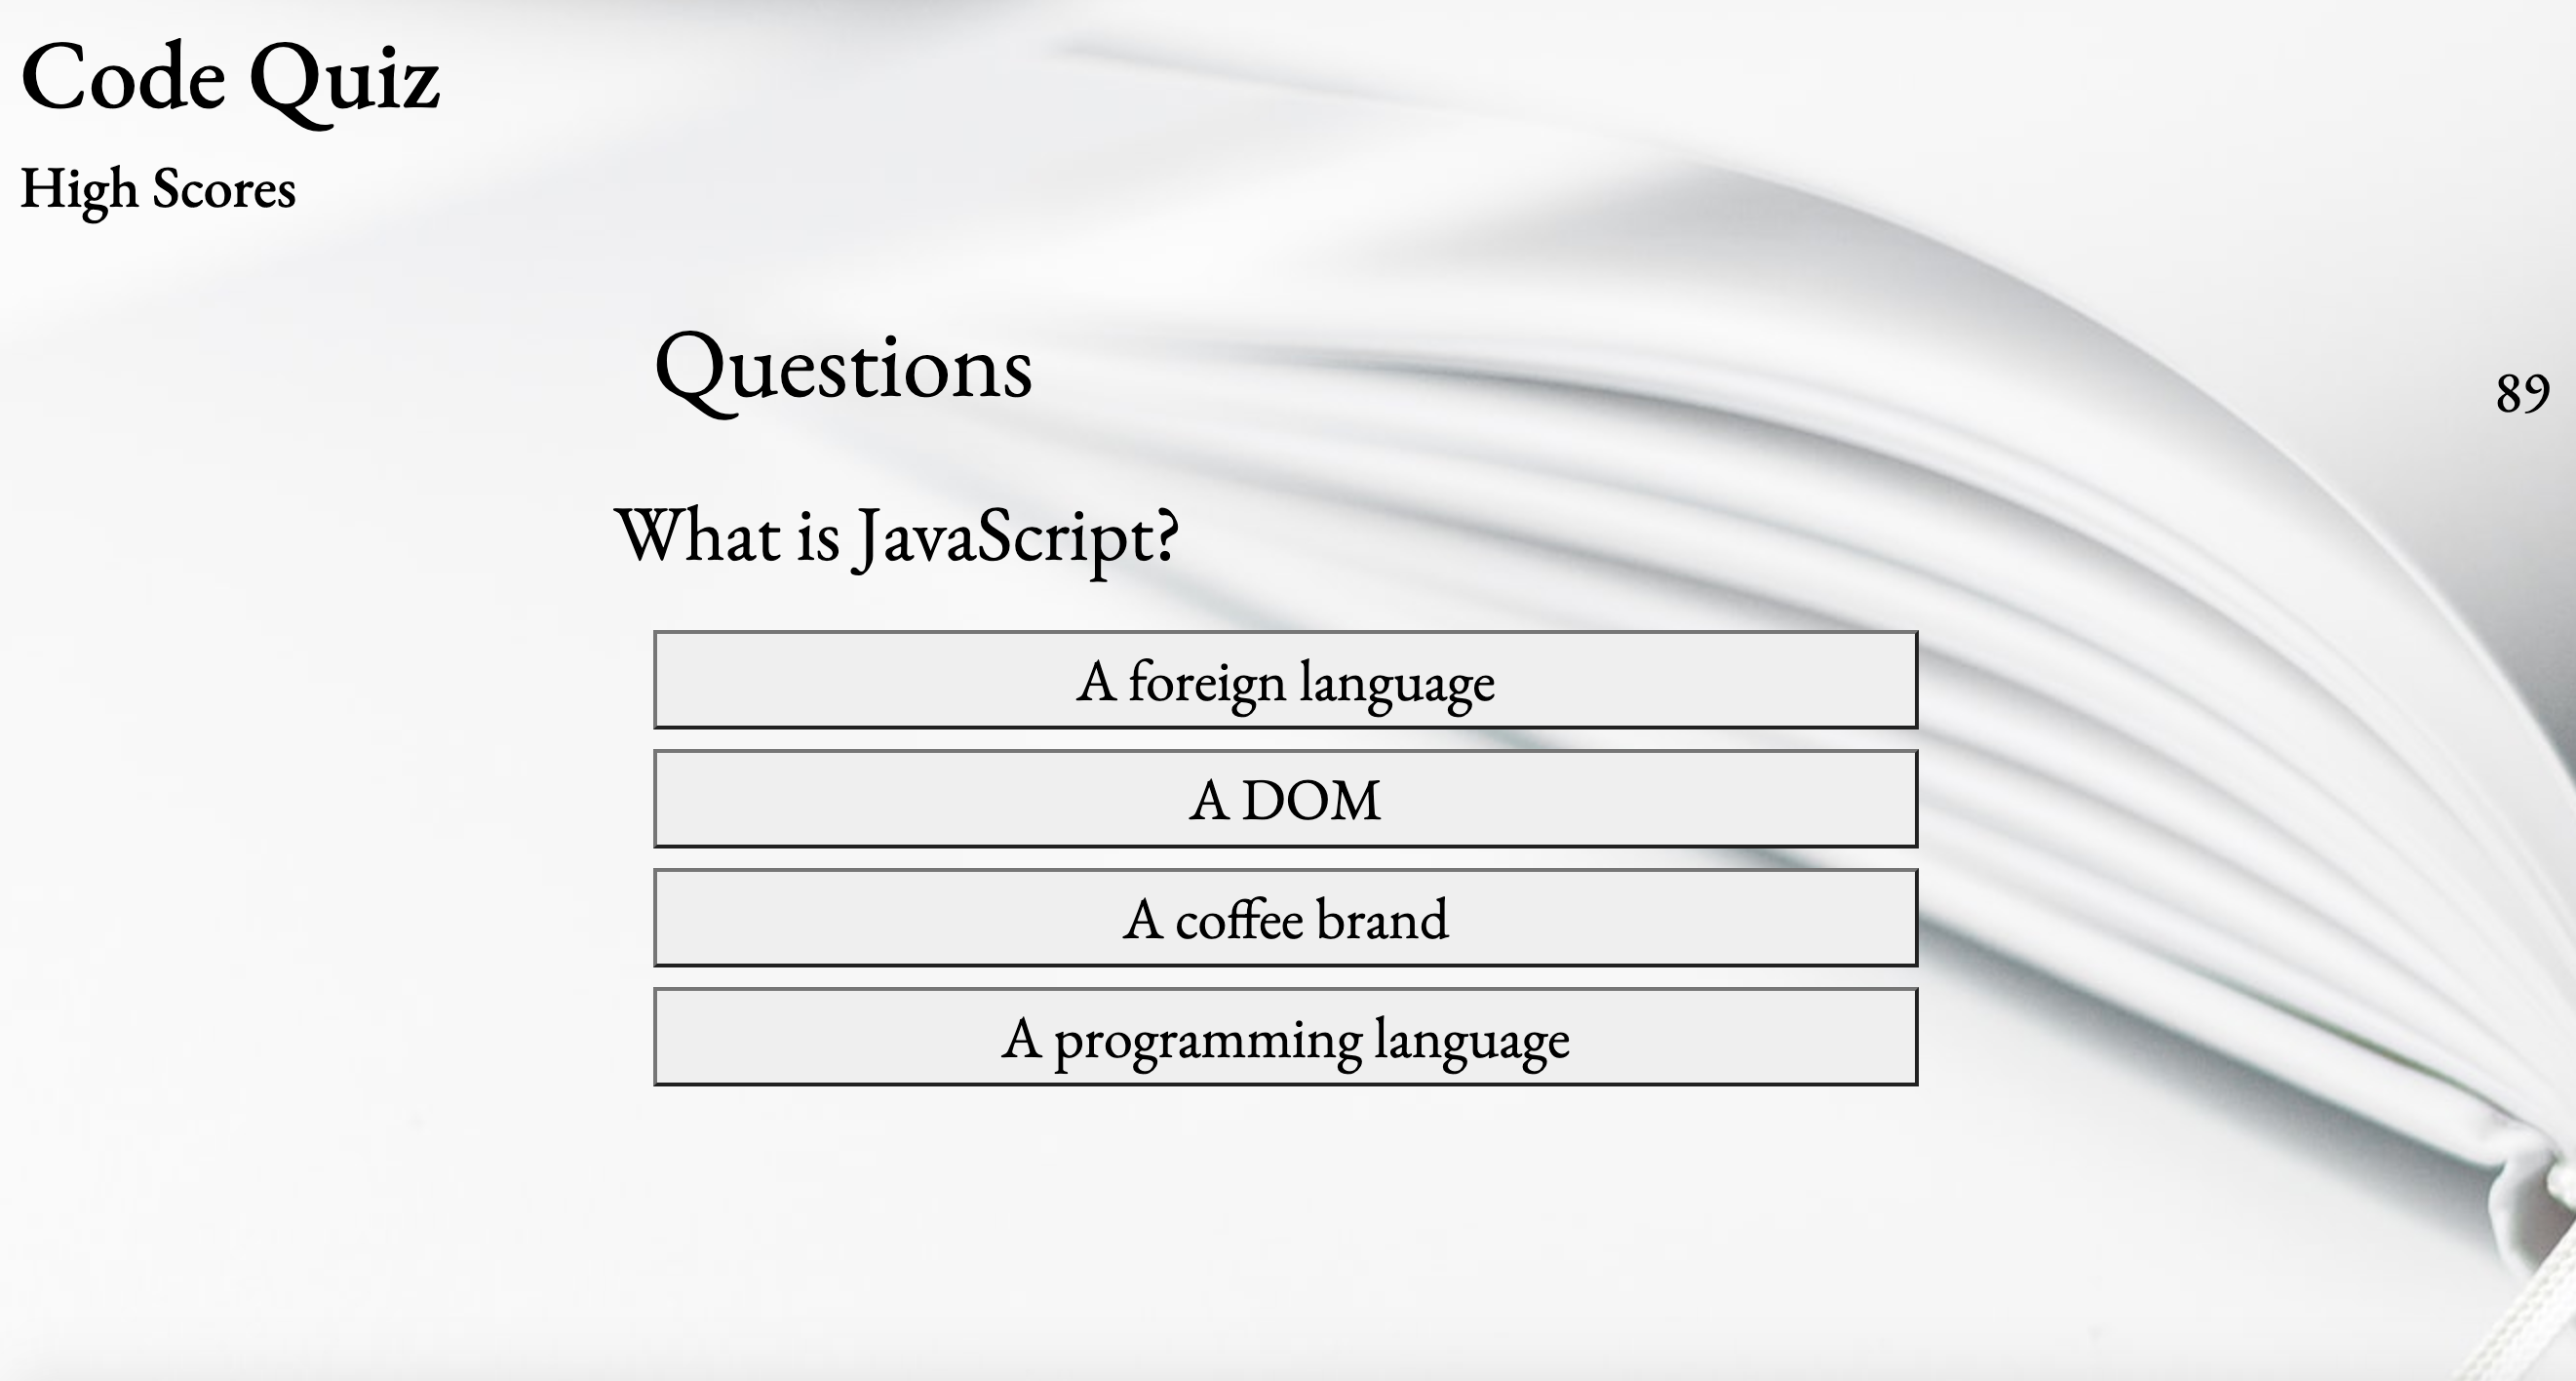 Code Quiz
High Scores
Questions
89
What is JavaScript?
A foreign language
A DOM
A coffee brand
A programming language